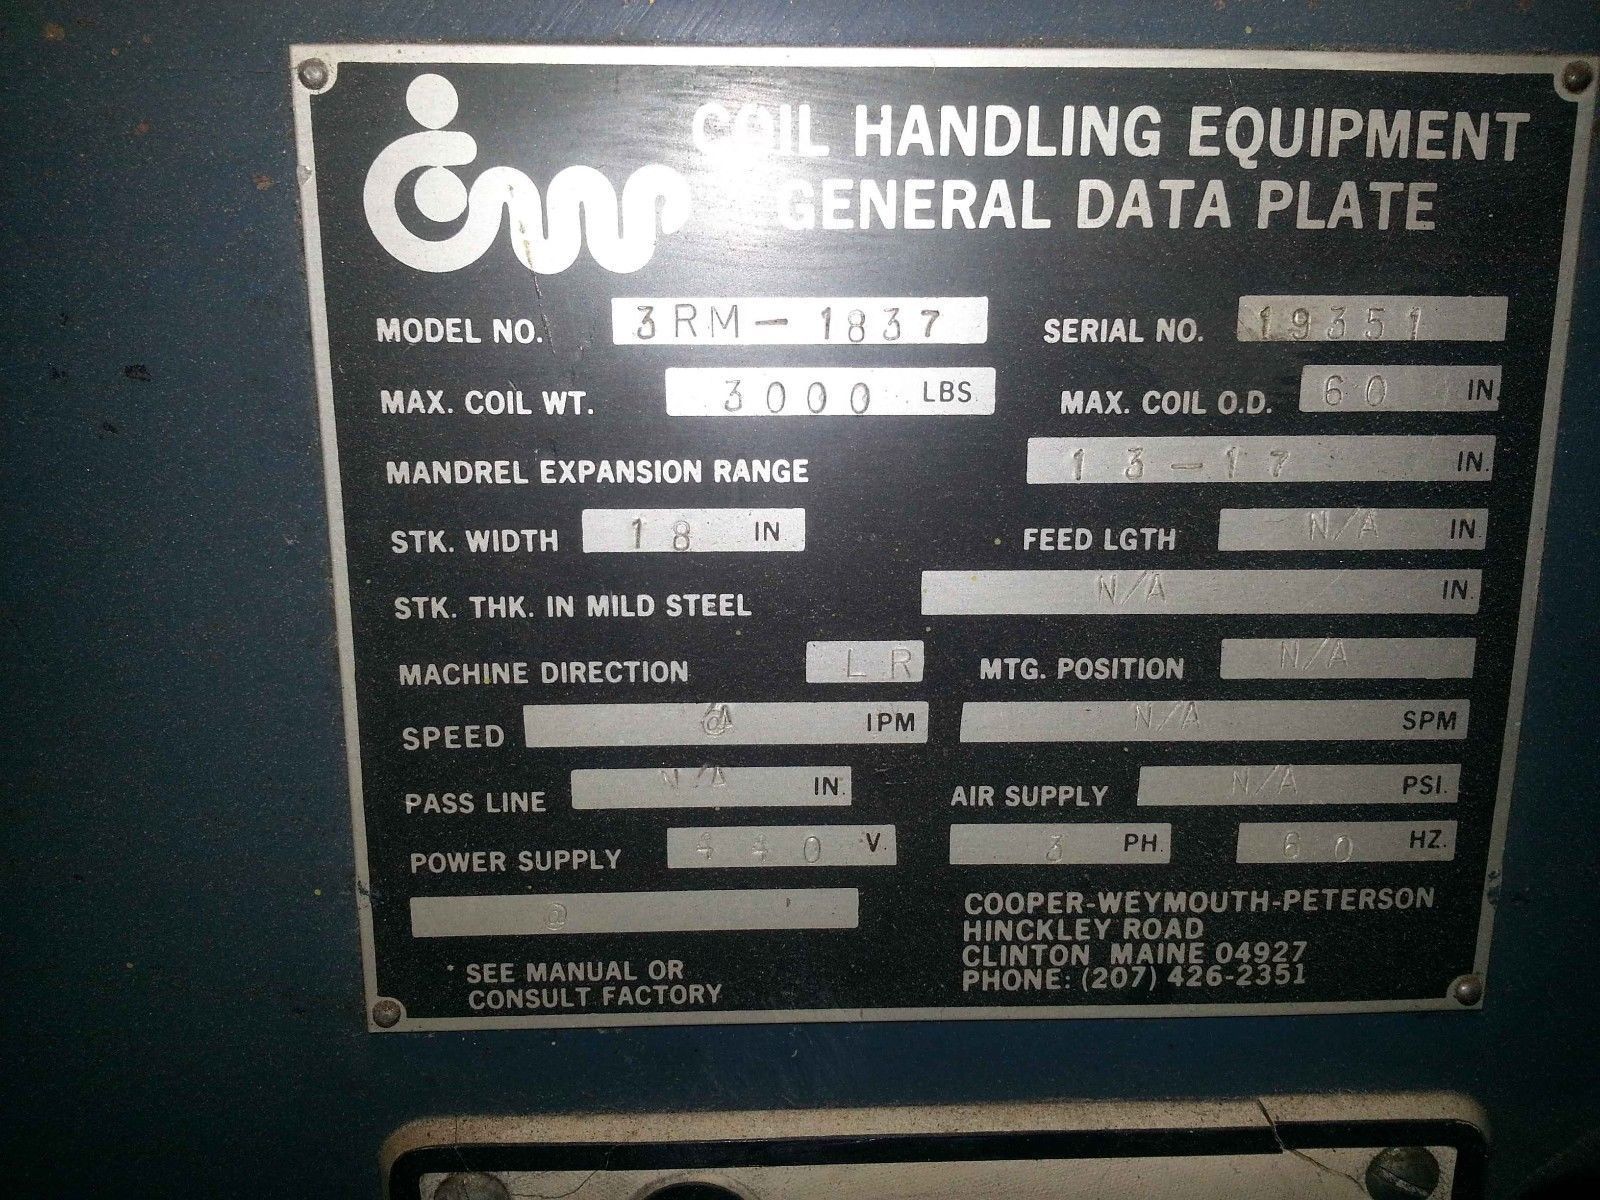 COIL HANDLING EQUIPMENT
GENERAL DATA PLATE
MODEL NO. 3RM-1837 SERIAL NO. 19351
MAX. COIL WT. 3000 LBS MAX. COIL O.D. 60 IN.
MANDREL EXPANSION RANGE 13-17 IN.
STK. WIDTH 18 IN FEED LGTH N/A IN.
STK. THK. IN MILD STEEL N/A IN.
MACHINE DIRECTION LR MTG. POSITION N/A
SPEED IPM N/A SPM
PASS LINE N/A IN. AIR SUPPLY N/A PSI.
POWER SUPPLY 440 V. 3 PH. 60 HZ.
@
COOPER-WEYMOUTH-PETERSON
HINCKLEY ROAD
CLINTON MAINE 04927
PHONE: (207) 426-2351
SEE MANUAL OR
CONSULT FACTORY